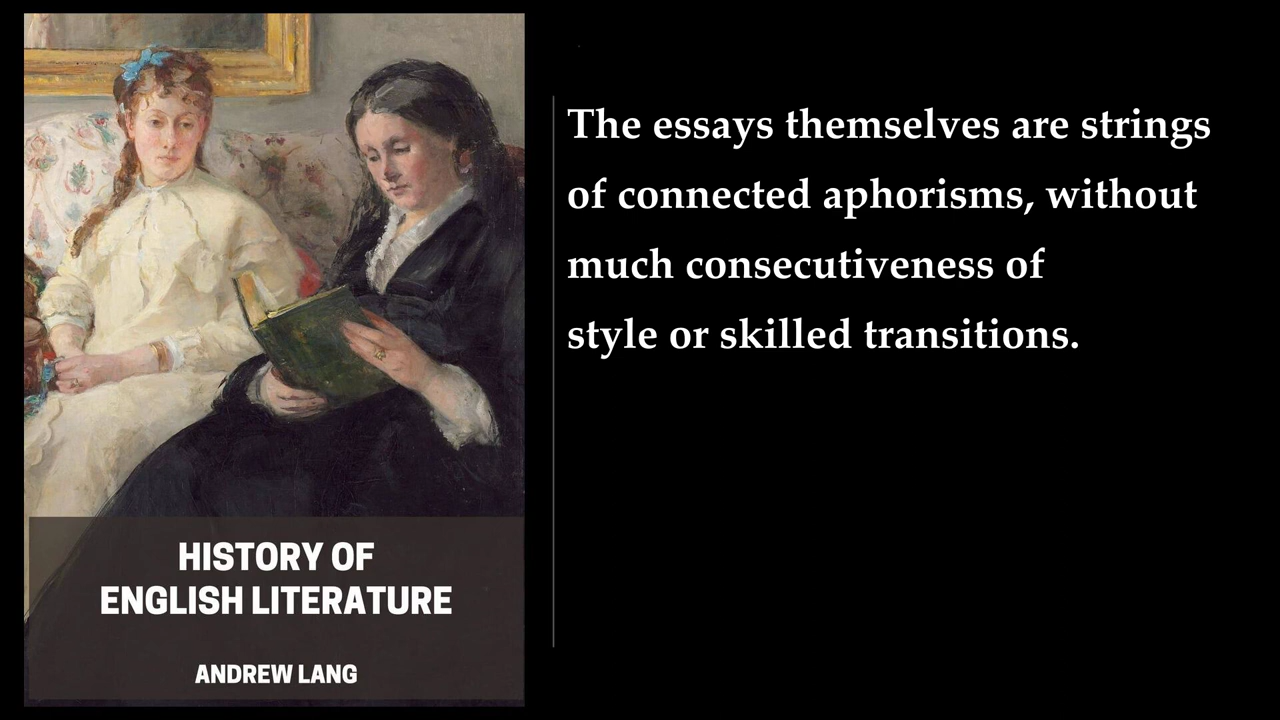 The essays themselves are strings
of connected aphorisms, without
much consecutiveness of
style or skilled transitions.
HISTORY OF
ENGLISH LITERATURE
ANDREW LANG